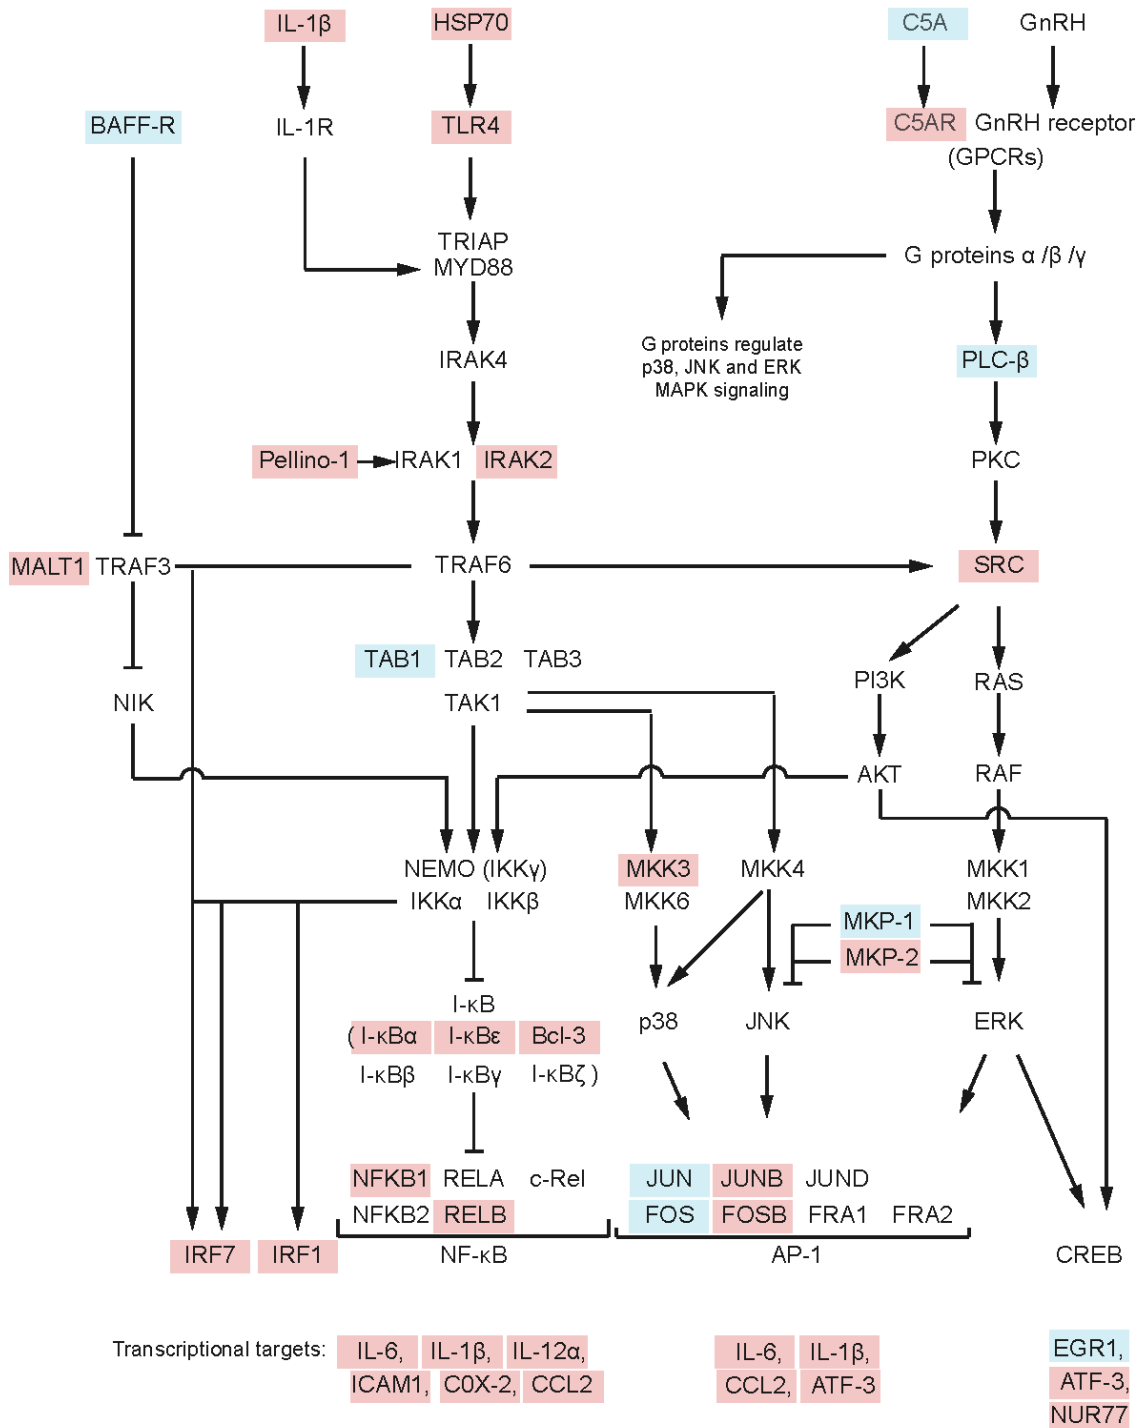 IL-1β HSP70 C5A GnRH
BAFF-R IL-1R TLR4 C5AR GnRH receptor
(GPCRs)
TRIAP
MYD88
G proteins α /β /γ
G proteins regulate
p38, JNK and ERK
MAPK signaling
IRAK4 PLC-β
Pellino-1 IRAK1 IRAK2 PKC
MALT1 TRAF3 TRAF6 SRC
TAB1 TAB2 TAB3
PI3K RAS
NIK TAK1
AKT RAF
NEMO (IKKγ) MKK3 MKK4 MKK1
IKKα IKKβ MKK6 MKK2
MKP-1
MKP-2
I-κB
p38 JNK ERK
( I-κBα I-κBε Bcl-3
I-κBβ I-κBγ I-κBζ )
NFKB1 RELA c-Rel JUN JUNB JUND
NFKB2 RELB FOS FOSB FRA1 FRA2
IRF7 IRF1 NF-κB AP-1 CREB
Transcriptional targets: IL-6, IL-1β, IL-12α, IL-6, IL-1β, EGR1,
ICAM1, C0X-2, CCL2 CCL2, ATF-3 ATF-3,
NUR77